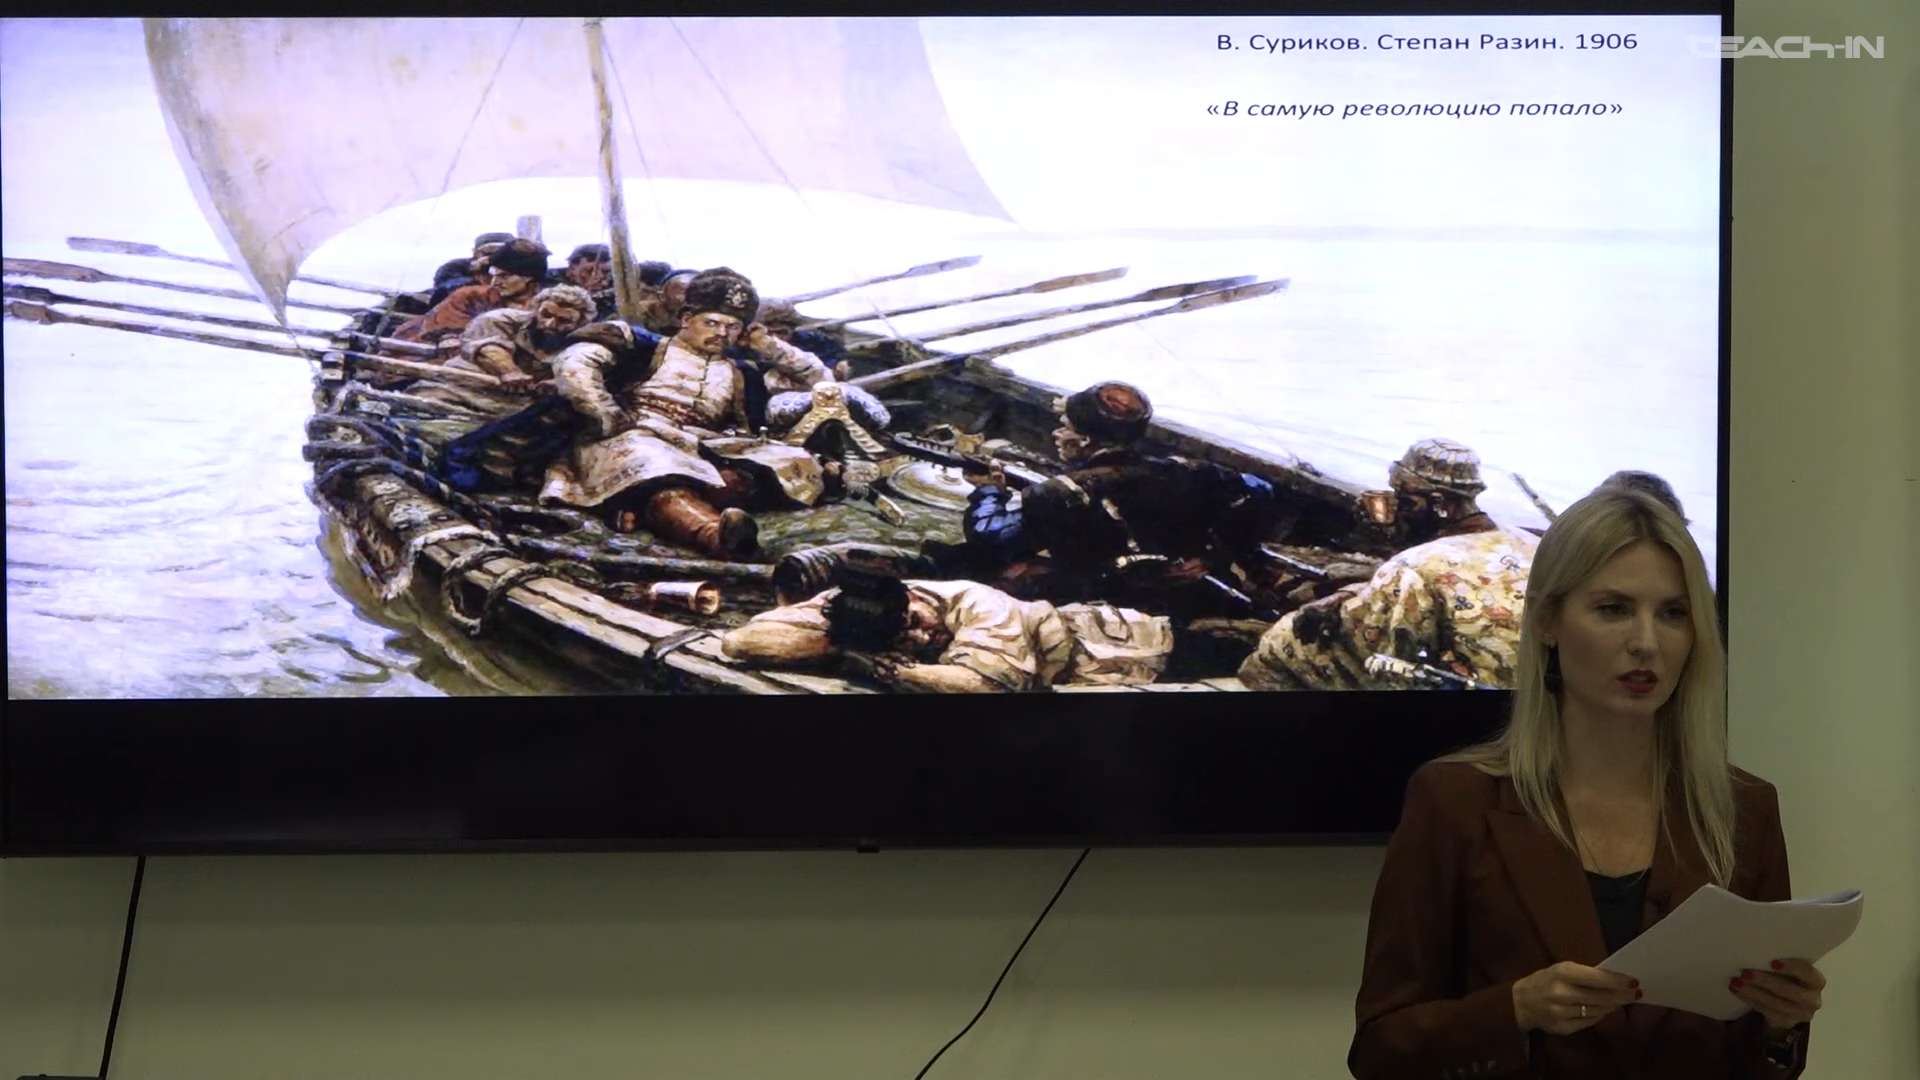 В. Суриков. Степан Разин. 1906
teach-in
«В самую революцию попало»